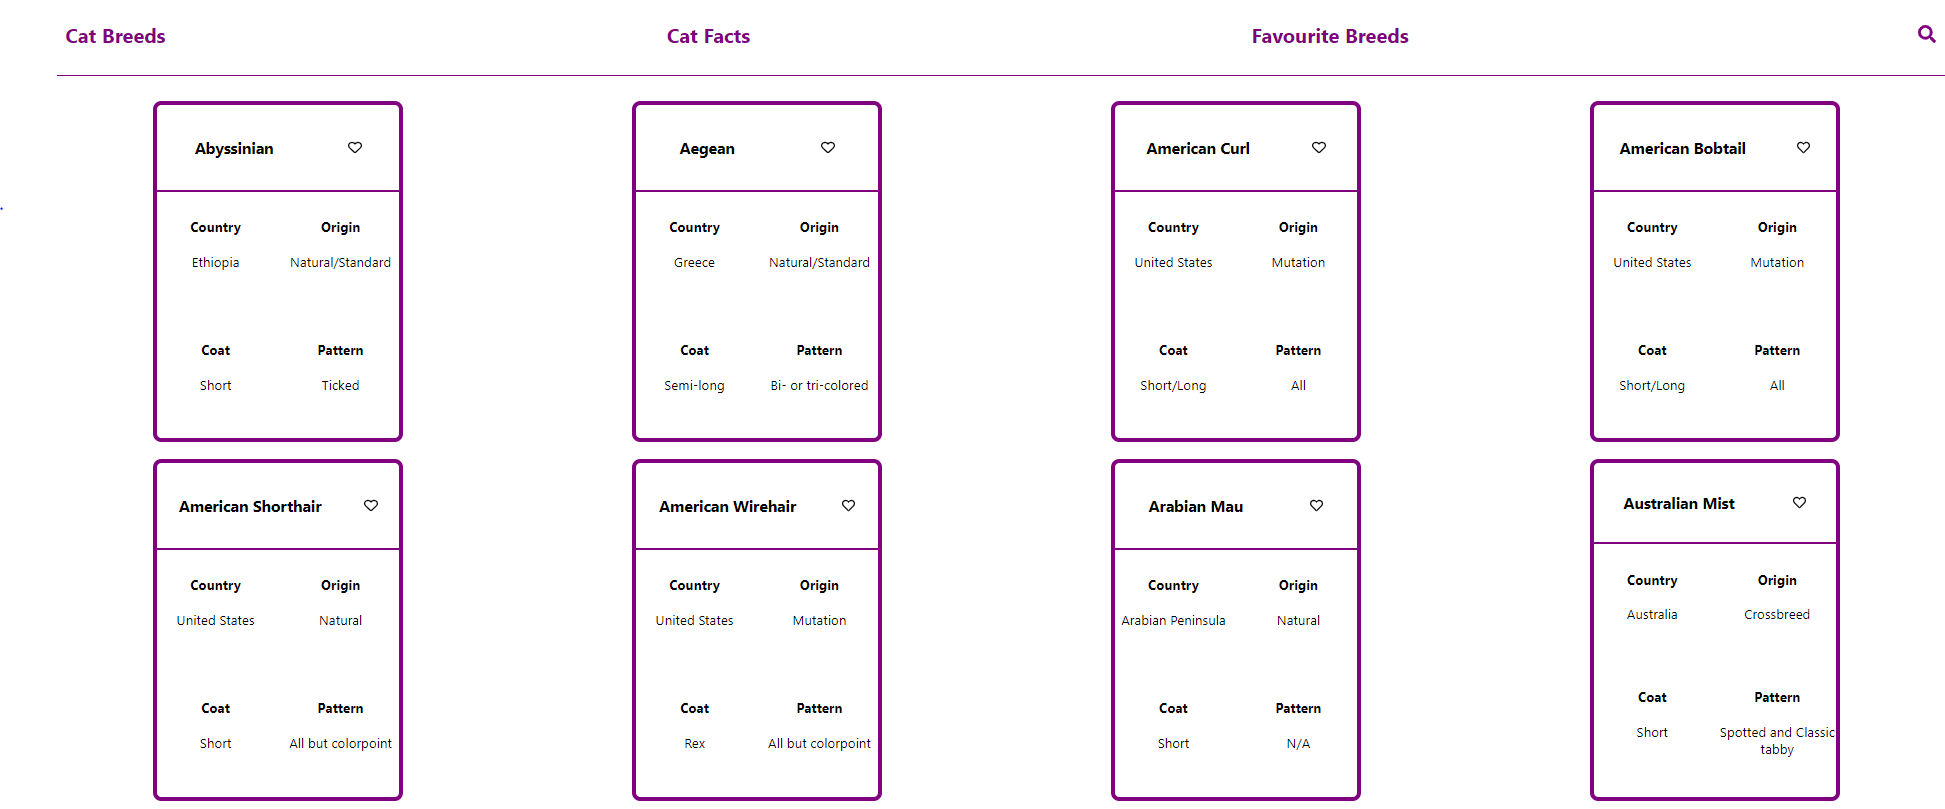 Cat Breeds
Cat Facts
Favourite Breeds
Abyssinian
Country Origin
Ethiopia Natural/Standard
Coat Pattern
Short Ticked
Aegean
Country Origin
Greece Natural/Standard
Coat Pattern
Semi-long Bi- or tri-colored
American Curl
Country Origin
United States Mutation
Coat Pattern
Short/Long All
American Bobtail
Country Origin
United States Mutation
Coat Pattern
Short/Long All
American Shorthair
Country Origin
United States Natural
Coat Pattern
Short All but colorpoint
American Wirehair
Country Origin
United States Mutation
Coat Pattern
Rex All but colorpoint
Arabian Mau
Country Origin
Arabian Peninsula Natural
Coat Pattern
Short N/A
Australian Mist
Country Origin
Australia Crossbreed
Coat Pattern
Short Spotted and Classic
tabby